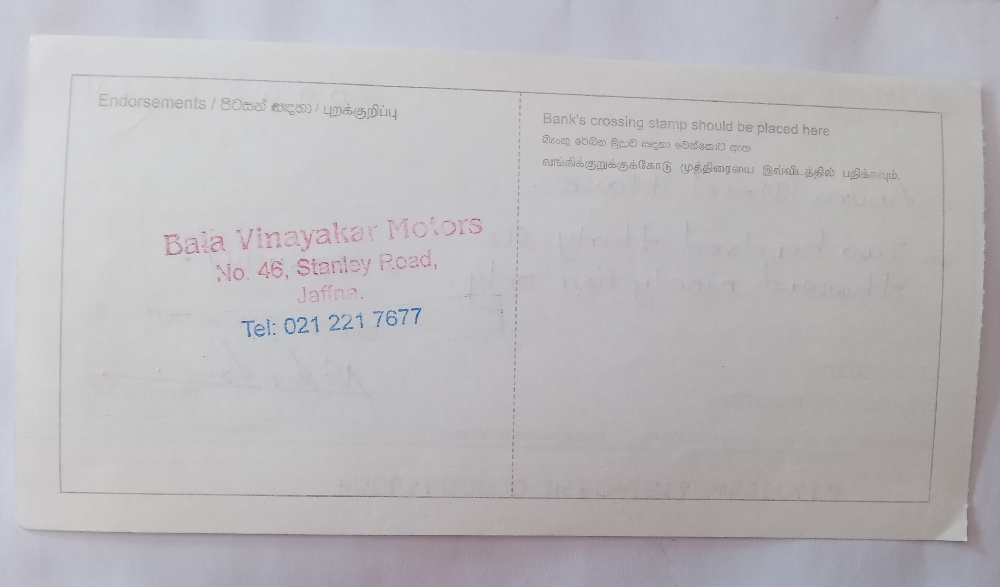 Endorsements / පිටසන් සඳහා / புறக்குறிப்பு
Bala Vinayakar Motors
No. 46, Stanley Road,
Jaffna.
Tel: 021 221 7677
Bank's crossing stamp should be placed here
வங்கிக்குறுக்குக்கோடு முத்திரையை இவ்விடத்தில் பதிக்கவும்.